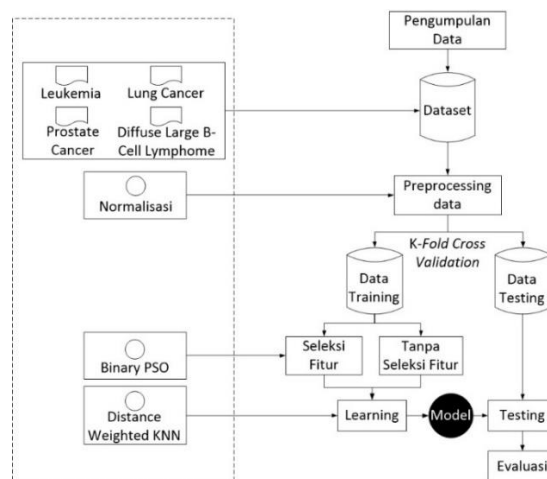 Pengumpulan
Data
Leukemia
Lung Cancer
Prostate
Cancer
Diffuse Large B-
Cell Lymphome
Dataset
Normalisasi
Preprocessing
data
K-Fold Cross
Validation
Data
Training
Data
Testing
Binary PSO
Seleksi
Fitur
Tanpa
Seleksi Fitur
Distance
Weighted KNN
Learning
Model
Testing
Evaluasi